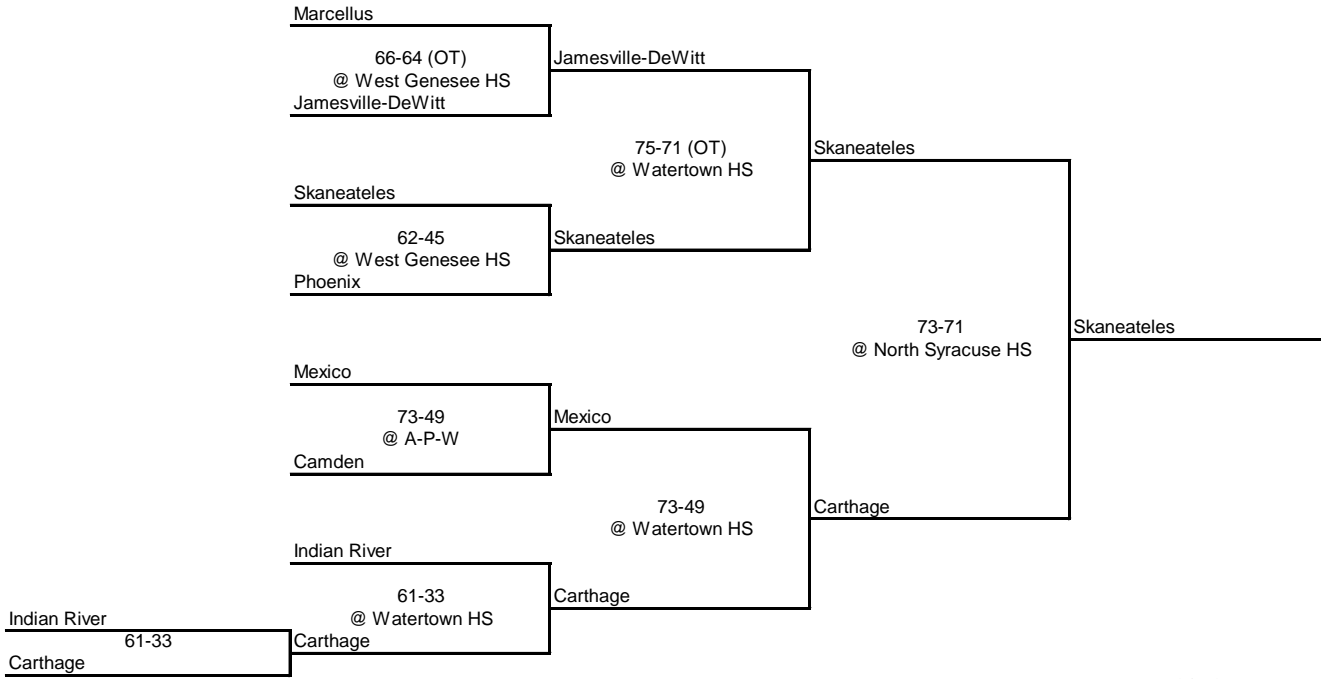 Marcellus
66-64 (OT)
@ West Genesee HS
Jamesville-DeWitt
Jamesville-DeWitt
75-71 (OT)
@ Watertown HS
Skaneateles
Skaneateles
62-45
@ West Genesee HS
Phoenix
Skaneateles
73-71
@ North Syracuse HS
Skaneateles
Mexico
73-49
@ A-P-W
Camden
Mexico
73-49
@ Watertown HS
Carthage
Indian River
61-33
@ Watertown HS
Carthage
Carthage
Indian River
61-33
Carthage